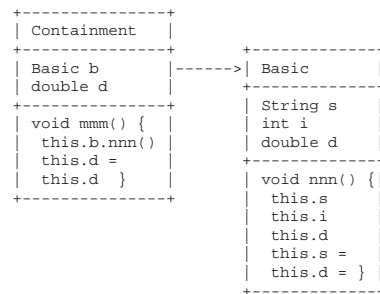 Containment
Basic b
double d
void mmm() {
this.b.nnn()
this.d =
this.d }
Basic
String s
int i
double d
void nnn() {
this.s
this.i
this.d
this.s =
this.d = }